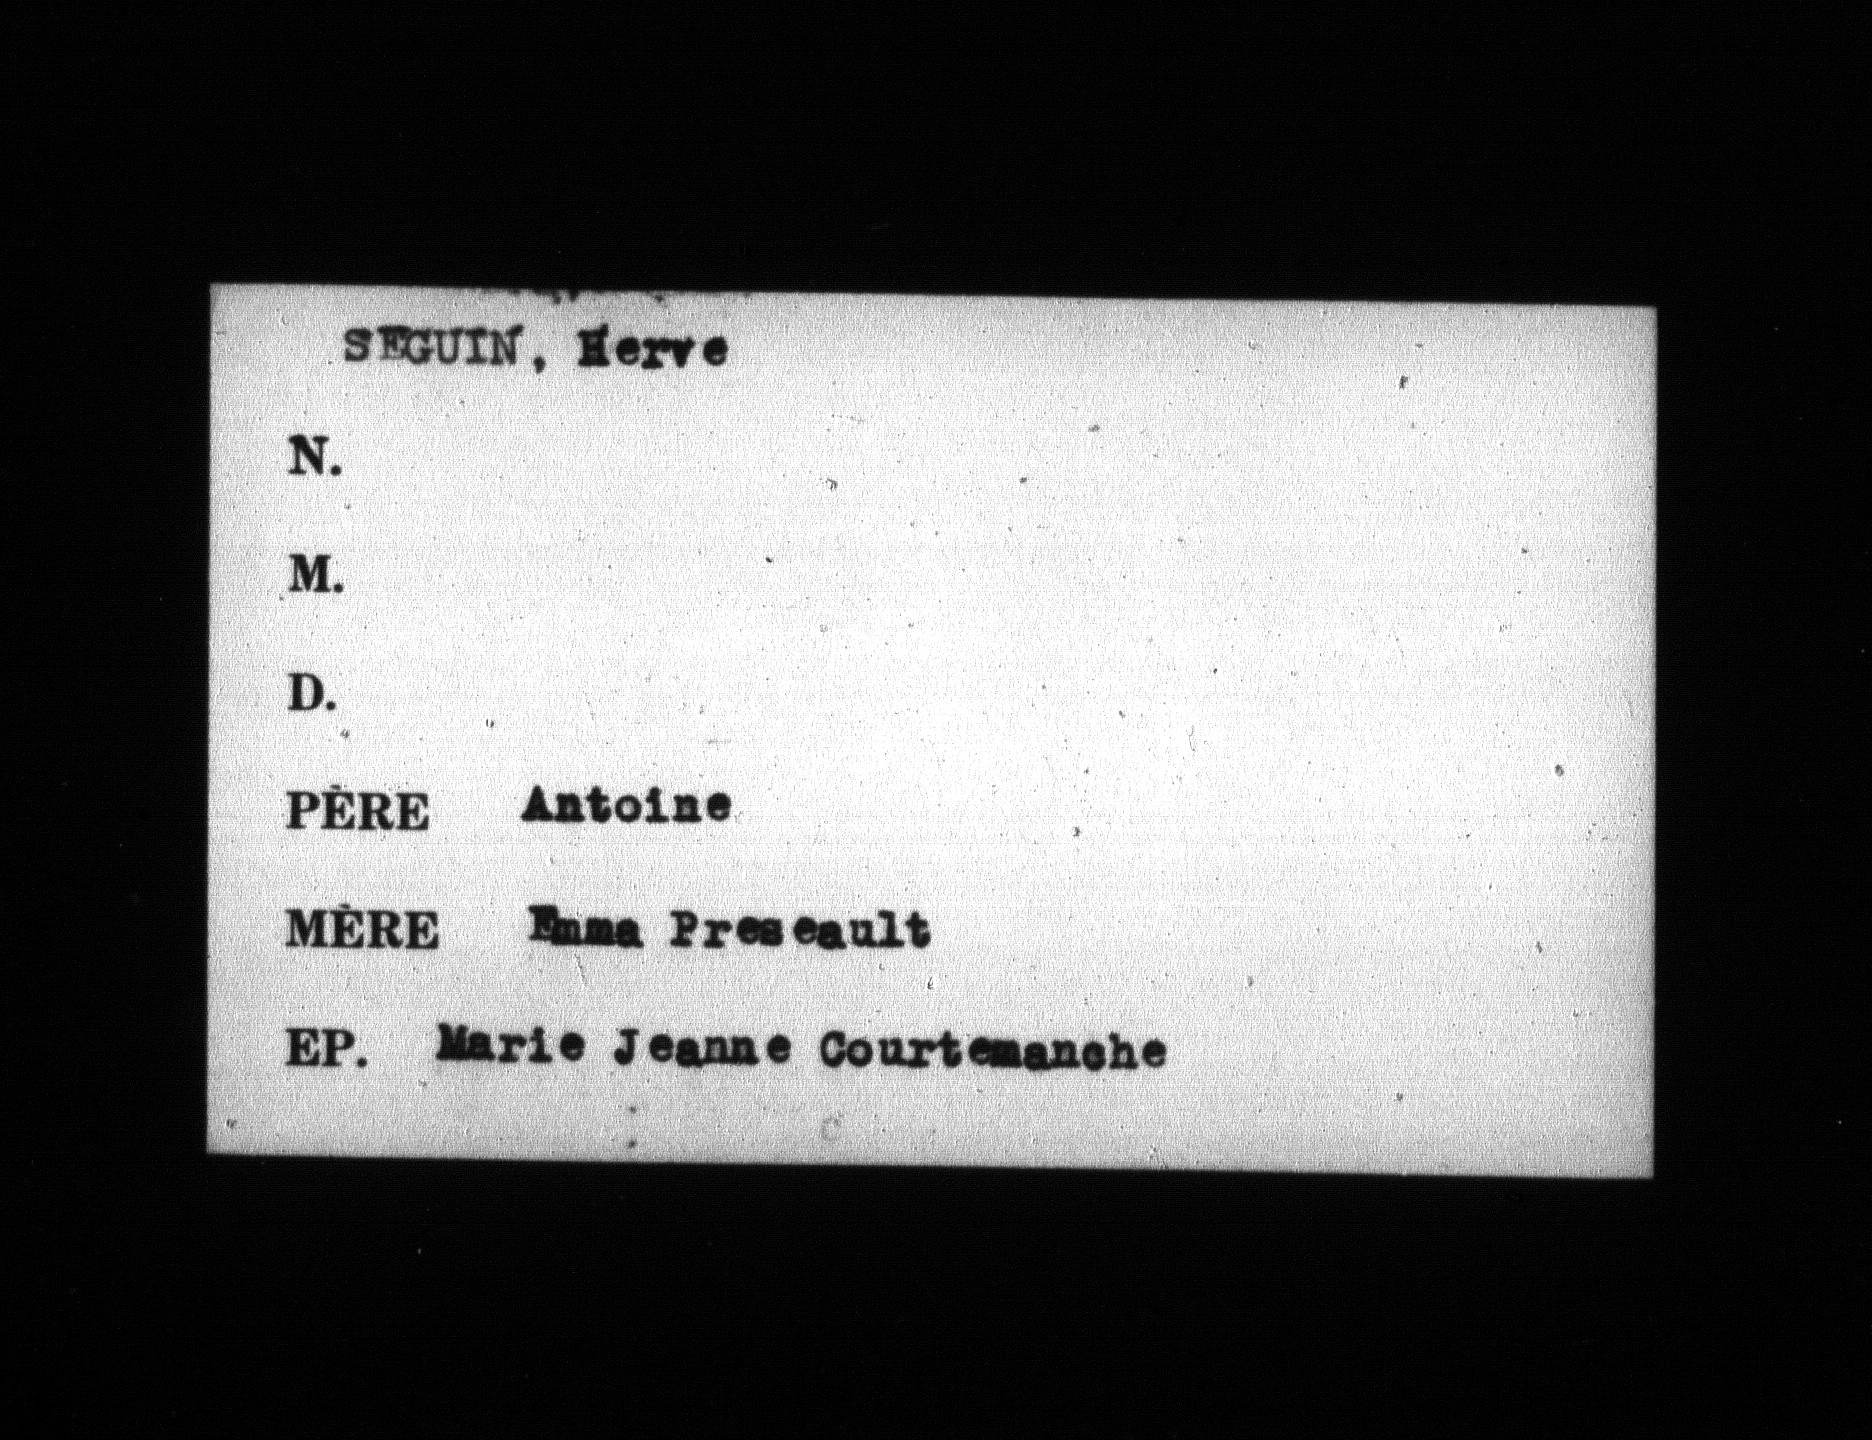 SEGUIN, Herve
N.
M.
D.
PÈRE Antoine
MÈRE Emma Preseault
EP. Marie Jeanne Courtemanche